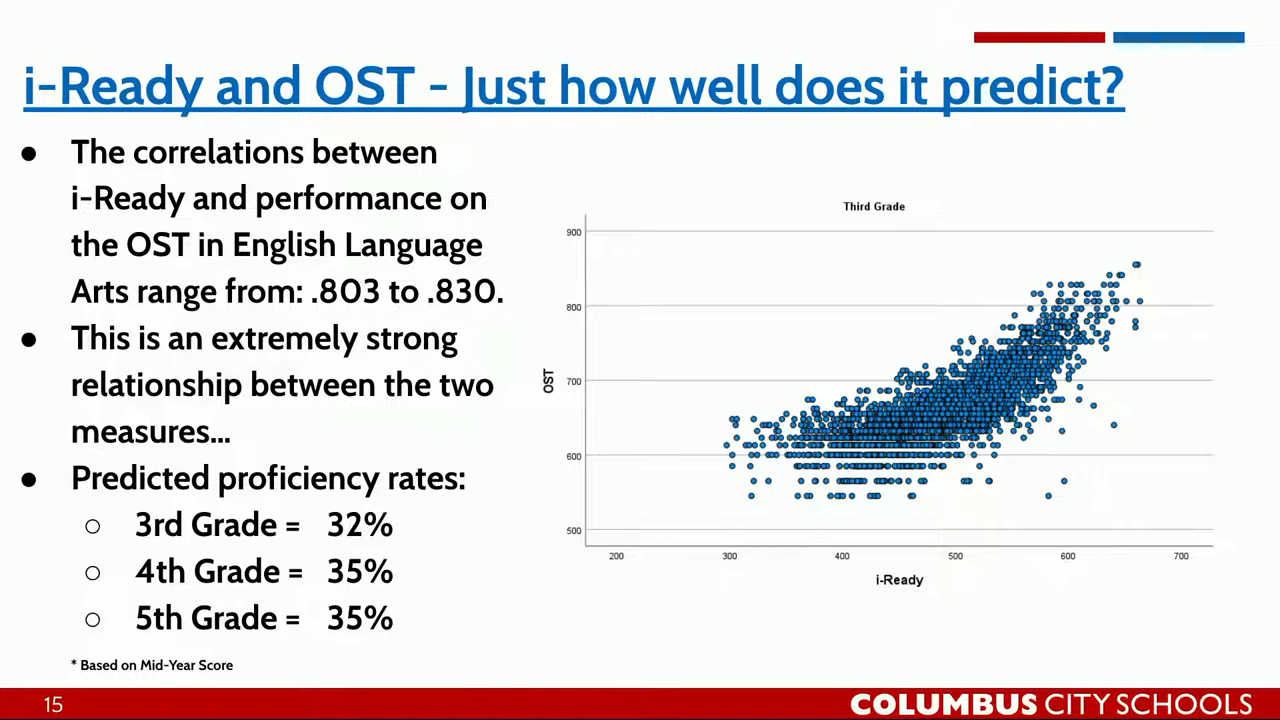 i-Ready and OST - Just how well does it predict?
● The correlations between
i-Ready and performance on
the OST in English Language
Arts range from: .803 to .830.
● This is an extremely strong
relationship between the two
measures...
● Predicted proficiency rates:
○ 3rd Grade = 32%
○ 4th Grade = 35%
○ 5th Grade = 35%
* Based on Mid-Year Score
Third Grade
900
800
700
600
500
OST
200 300 400 500 600 700
i-Ready
15
COLUMBUS CITY SCHOOLS